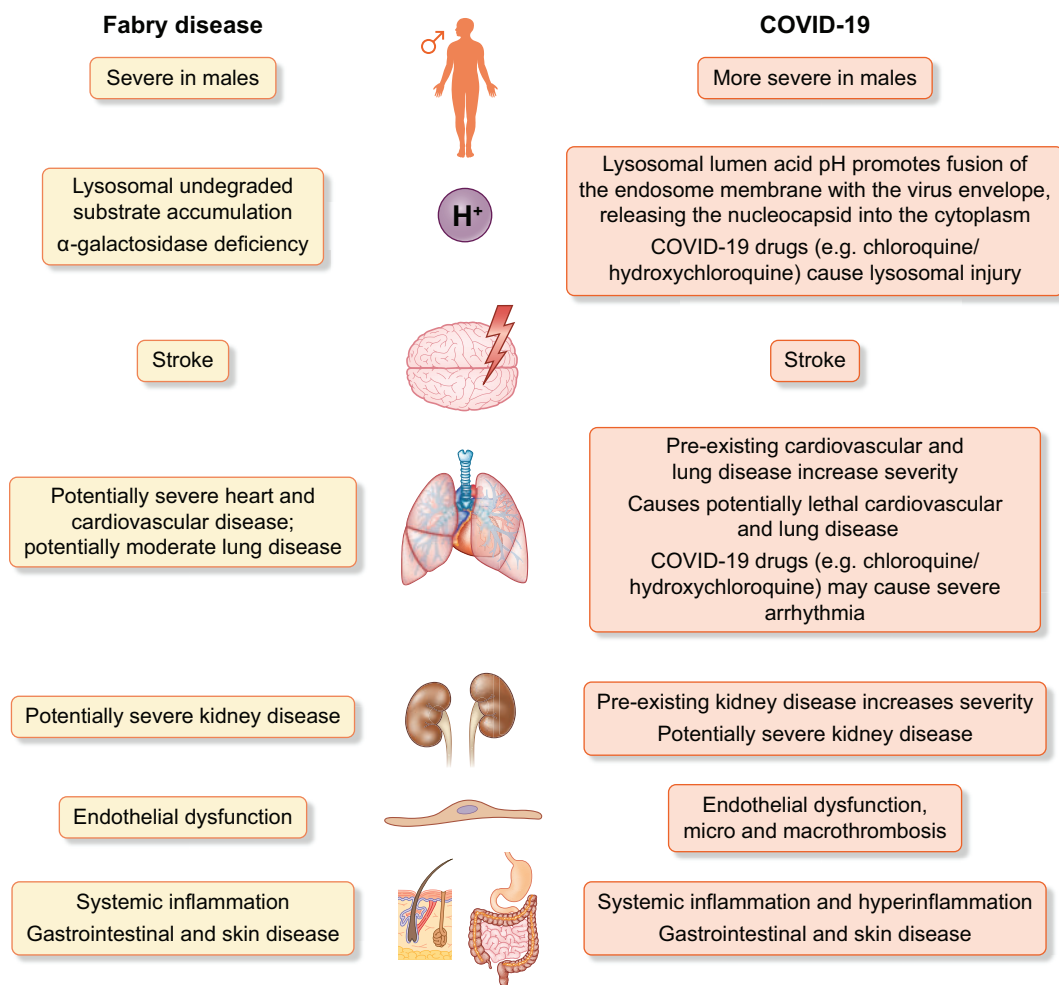 Fabry disease
COVID-19
Severe in males
More severe in males
Lysosomal undegraded
substrate accumulation
α-galactosidase deficiency
H+
Lysosomal lumen acid pH promotes fusion of
the endosome membrane with the virus envelope,
releasing the nucleocapsid into the cytoplasm
COVID-19 drugs (e.g. chloroquine/
hydroxychloroquine) cause lysosomal injury
Stroke
Stroke
Potentially severe heart and
cardiovascular disease;
potentially moderate lung disease
Pre-existing cardiovascular and
lung disease increase severity
Causes potentially lethal cardiovascular
and lung disease
COVID-19 drugs (e.g. chloroquine/
hydroxychloroquine) may cause severe
arrhythmia
Potentially severe kidney disease
Pre-existing kidney disease increases severity
Potentially severe kidney disease
Endothelial dysfunction
Endothelial dysfunction,
micro and macrothrombosis
Systemic inflammation
Gastrointestinal and skin disease
Systemic inflammation and hyperinflammation
Gastrointestinal and skin disease